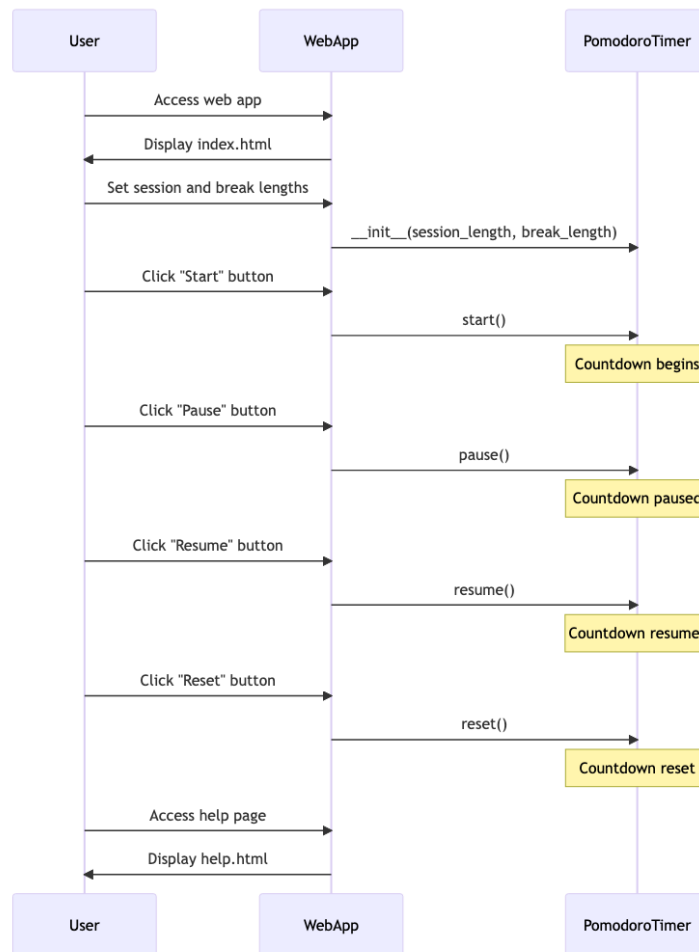 User WebApp PomodoroTimer
Access web app
Display index.html
Set session and break lengths
__init__(session_length, break_length)
Click "Start" button
start()
Countdown begins
Click "Pause" button
pause()
Countdown paused
Click "Resume" button
resume()
Countdown resume
Click "Reset" button
reset()
Countdown reset
Access help page
Display help.html
User WebApp PomodoroTimer